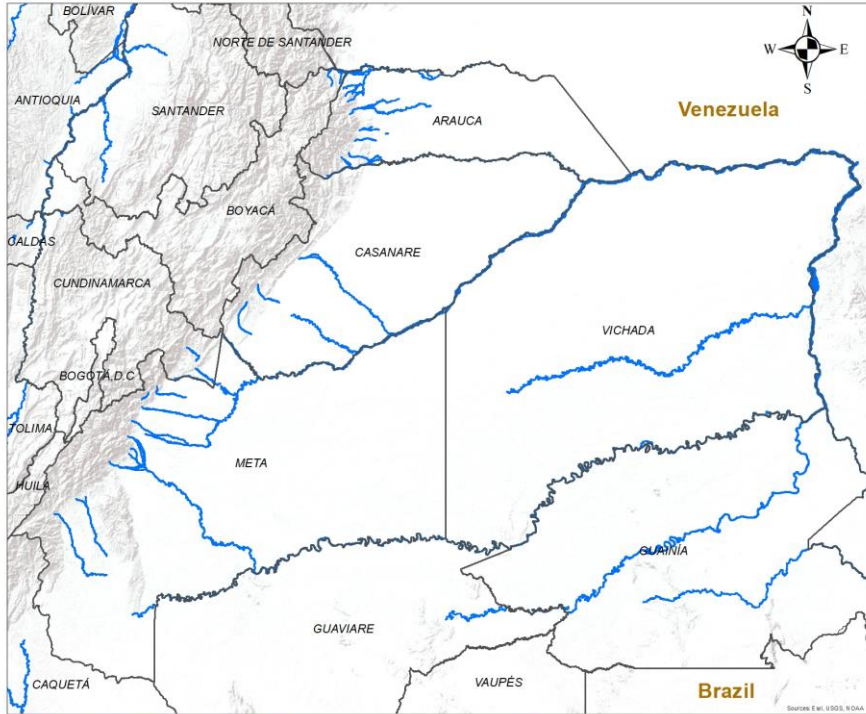 BOLÍVAR
N
NORTE DE SANTANDER
W E
S
ANTIOQUIA
SANTANDER
Venezuela
ARAUCA
BOYACÁ
CALDAS
CASANARE
CUNDINAMARCA
VICHADA
BOGOTÁ,D.C
TOLIMA
META
HUILA
GUAINÍA
GUAVIARE
CAQUETÁ
VAUPÉS
Brazil
Sources: Esri, USGS, NOAA